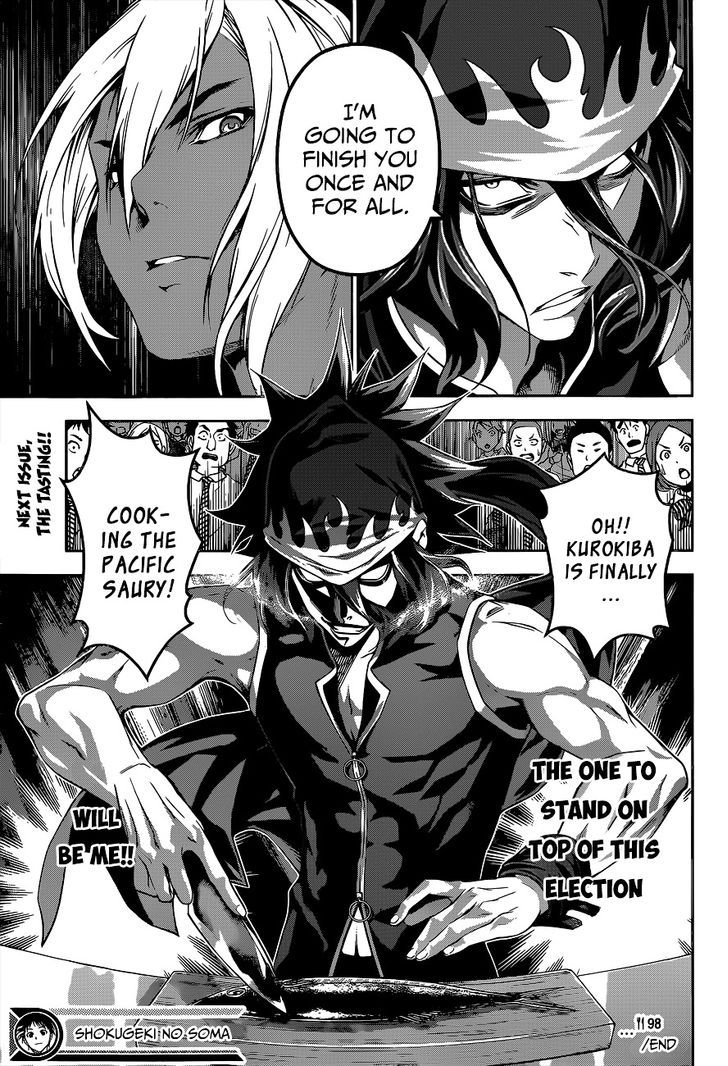 I'M
GOING TO
FINISH YOU
ONCE AND
FOR ALL.
OH!!
KUROKIBA
IS FINALLY
...
COOK-
ING THE
PACIFIC
SAURY!
NEXT ISSUE,
THE TASTING!!
THE ONE TO
STAND ON
TOP OF THIS
ELECTION
WILL
BE ME!!
SHOKUGEKI NO SOMA
... 98
/END